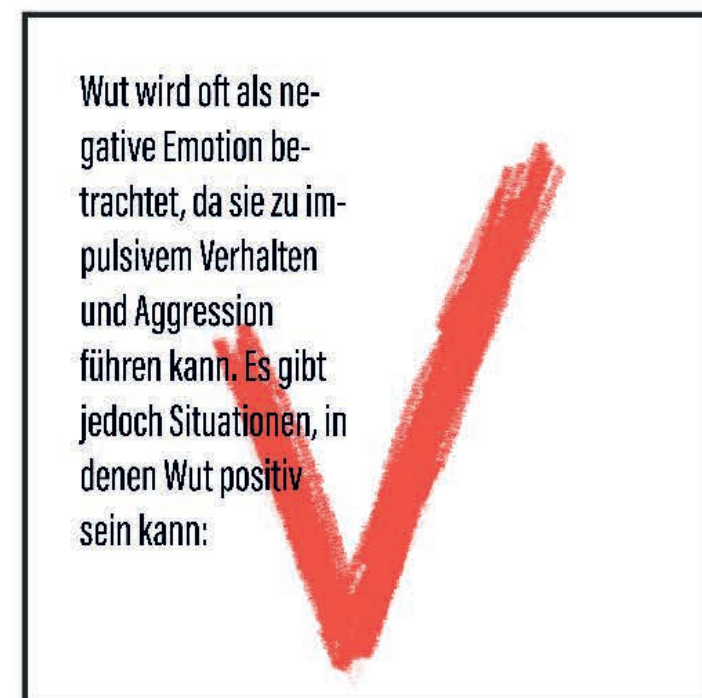 Wut wird oft als ne-
gative Emotion be-
trachtet, da sie zu im-
pulsivem Verhalten
und Aggression
führen kann. Es gibt
jedoch Situationen, in
denen Wut positiv
sein kann: